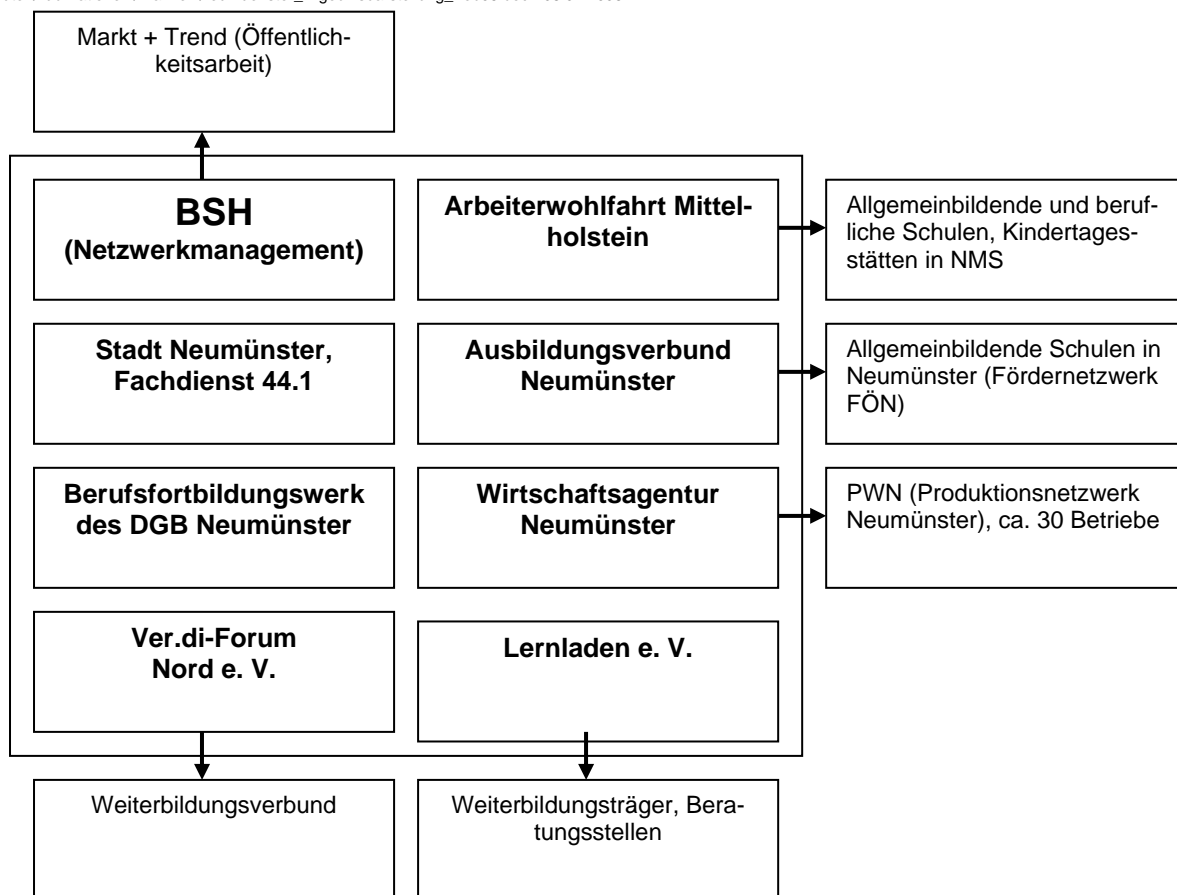 Markt + Trend (Öffentlich-
keitsarbeit)
BSH
(Netzwerkmanagement)
Arbeiterwohlfahrt Mittel-
holstein
Allgemeinbildende und beruf-
liche Schulen, Kindertages-
stätten in NMS
Stadt Neumünster,
Fachdienst 44.1
Ausbildungsverbund
Neumünster
Allgemeinbildende Schulen in
Neumünster (Fördernetzwerk
FÖN)
Berufsfortbildungswerk
des DGB Neumünster
Wirtschaftsagentur
Neumünster
PWN (Produktionsnetzwerk
Neumünster), ca. 30 Betriebe
Ver.di-Forum
Nord e. V.
Lernladen e. V.
Weiterbildungsverbund
Weiterbildungsträger, Bera-
tungsstellen